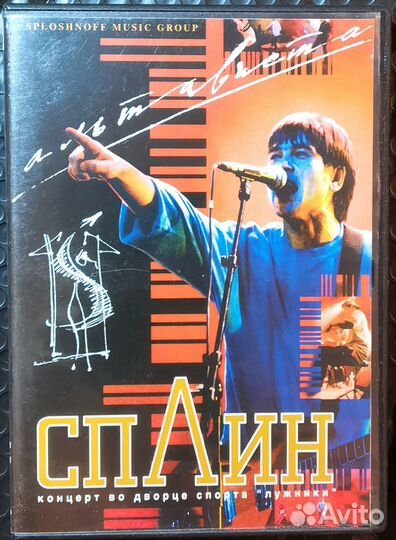 SPLOSHNOFF MUSIC GROUP
альтависта
сплин
концерт во дворце спорта "лужники"
Avito